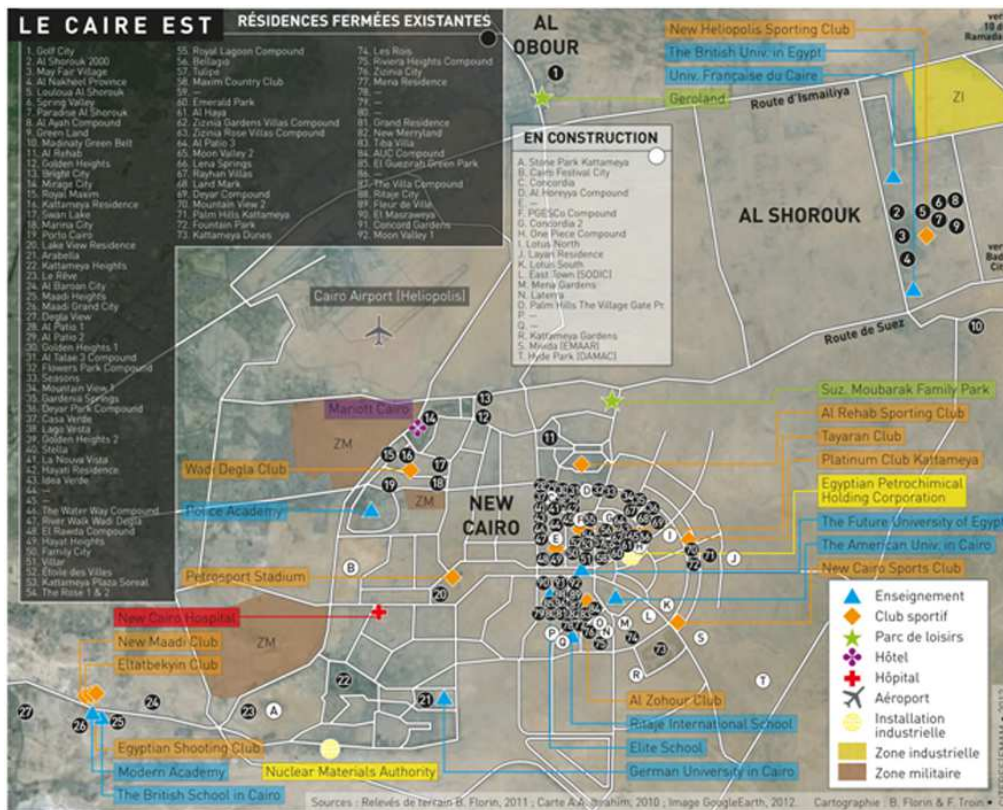 LE CAIRE EST
RÉSIDENCES FERMÉES EXISTANTES
1. Golf City
2. Al Shorouk 2000
3. May Fair Village
4. Al Nakheel Province
5. Louloua Al Shorouk
6. Spring Valley
7. Paradise Al Shorouk
8. Al Ayah Compound
9. Green Land
10. Madinaty Green Belt
11. Al Rehab
12. Golden Heights
13. Bright City
14. Mirage City
15. Royal Maxim
16. Kattameya Residence
17. Swan Lake
18. Marina City
19. Porto Cairo
20. Lake View Residence
21. Arabella
22. Kattameya Heights
23. Le Rêve
24. Al Baroan City
25. Maadi Heights
26. Maadi Grand City
27. Degla View
28. Al Patio 1
29. Al Patio 2
30. Golden Heights 1
31. Al Talae 3 Compound
32. Flowers Park Compound
33. Seasons
34. Mountain View 1
35. Gardenia Springs
36. Deyar Park Compound
37. Casa Verde
38. Lago Vesta
39. Golden Heights 2
40. Stella
41. La Nouva Vista
42. Hayati Residence
43. Idea Verde
44. —
45. —
46. The Water Way Compound
47. River Walk Wadi Degla
48. El Rawda Compound
49. Hayat Heights
50. Family City
51. Villar
52. Étoile des Villes
53. Kattameya Plaza Soreal
54. The Rose 1 & 2
55. Royal Lagoon Compound
56. Bellagio
57. Tulipe
58. Maxim Country Club
59. —
60. Emerald Park
61. Al Haya
62. Zizinia Gardens Villas Compound
63. Zizinia Rose Villas Compound
64. Al Patio 3
65. Moon Valley 2
66. Lena Springs
67. Rayhan Villas
68. Land Mark
69. Deyar Compound
70. Mountain View 2
71. Palm Hills Kattameya
72. Fountain Park
73. Kattameya Dunes
74. Les Rois
75. Riviera Heights Compound
76. Zizinia City
77. Mena Residence
78. —
79. —
80. —
81. Grand Residence
82. New Merryland
83. Tiba Villa
84. AUC Compound
85. El Guezirah Green Park
86. —
87. The Villa Compound
88. Ritaje City
89. Fleur de Ville
90. El Masraweya
91. Concord Gardens
92. Moon Valley 1
EN CONSTRUCTION
A. Stone Park Kattameya
B. Cairo Festival City
C. Concordia
D. Al Horeyya Compound
E. —
F. PGESCo Compound
G. Concordia 2
H. One Piece Compound
I. Lotus North
J. Layan Residence
K. Lotus South
L. East Town [SODIC]
M. Mena Gardens
N. Laterra
O. Palm Hills The Village Gate Pr.
P. —
Q. —
R. Kattameya Gardens
S. Mivida [EMAAR]
T. Hyde Park [DAMAC]
AL OBOUR
New Heliopolis Sporting Club
The British Univ. in Egypt
Univ. Française du Caire
Geroland
Route d'Ismailiya
ZI
AL SHOROUK
Route de Suez
Cairo Airport [Heliopolis]
Mariott Cairo
ZM
Wadi Degla Club
ZM
Police Academy
NEW CAIRO
Petrosport Stadium
New Cairo Hospital
ZM
New Maadi Club
Eltatbekyin Club
Egyptian Shooting Club
Modern Academy
The British School in Cairo
Nuclear Materials Authority
Suz. Moubarak Family Park
Al Rehab Sporting Club
Tayaran Club
Platinum Club Kattameya
Egyptian Petrochimical
Holding Corporation
The Future University of Egypt
The American Univ. in Cairo
New Cairo Sports Club
Al Zohour Club
Ritaje International School
Elite School
German University in Cairo
Enseignement
Club sportif
Parc de loisirs
Hôtel
Hôpital
Aéroport
Installation
industrielle
Zone industrielle
Zone militaire
Sources : Relevés de terrain B. Florin, 2011 ; Carte A.A. Ibrahim, 2010 ; Image GoogleEarth, 2012. Cartographie : B. Florin & F. Troin